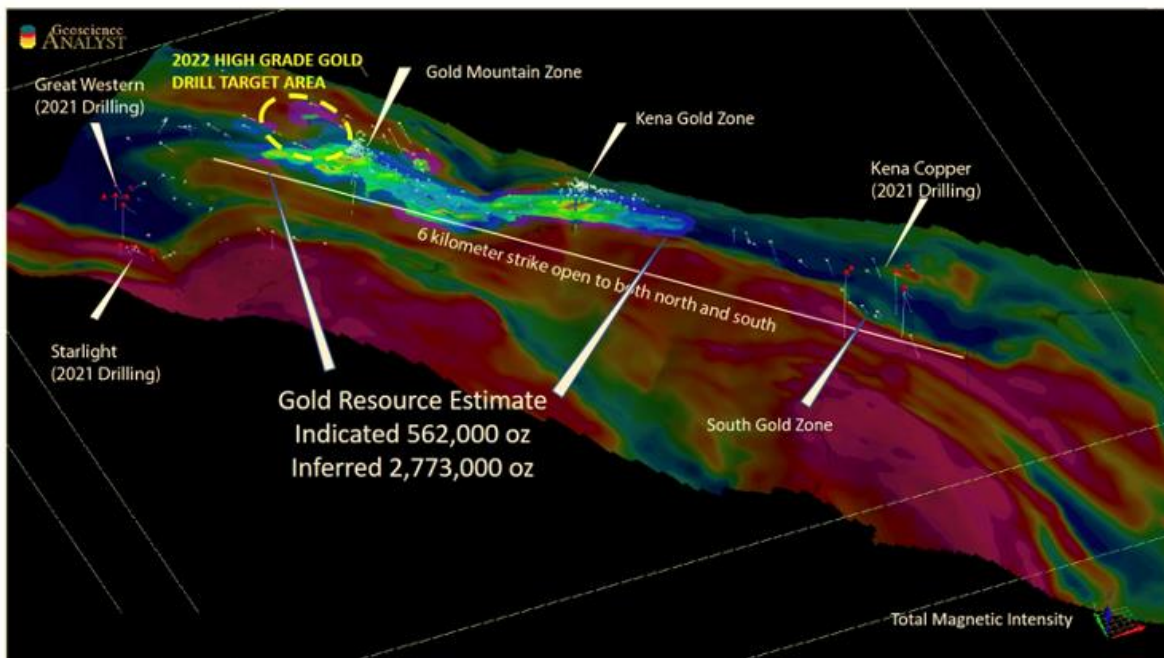 Geoscience
ANALYST
2022 HIGH GRADE GOLD
DRILL TARGET AREA
Great Western
(2021 Drilling)
Gold Mountain Zone
Kena Gold Zone
Kena Copper
(2021 Drilling)
6 kilometer strike open to both north and south
Starlight
(2021 Drilling)
Gold Resource Estimate
Indicated 562,000 oz
Inferred 2,773,000 oz
South Gold Zone
Total Magnetic Intensity